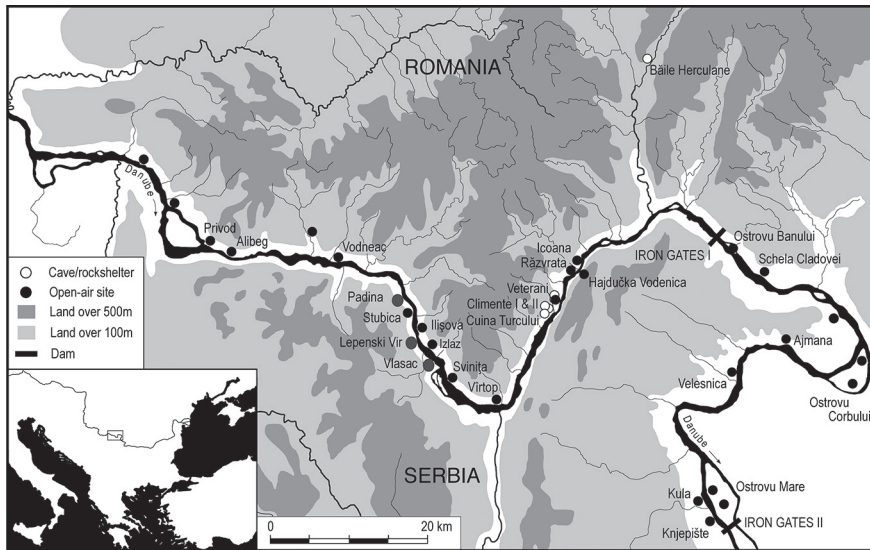 ROMANIA
Băile Herculane
Danube
Privod
Alibeg
Vodneac
Icoana
Răzvrata
Ostrovu Banului
IRON GATES I
Schela Cladovei
Hajdučka Vodenica
Veterani
Climente I & II
Cuina Turcului
Padina
Stubica
Ilișova
Lepenski Vir
Izlaz
Vlasac
Svinița
Vîrtop
Ajmana
Velesnica
Ostrovu
Corbului
Danube
SERBIA
Kula
Ostrovu Mare
Knjepište
IRON GATES II
Cave/rockshelter
Open-air site
Land over 500m
Land over 100m
Dam
0
20 km